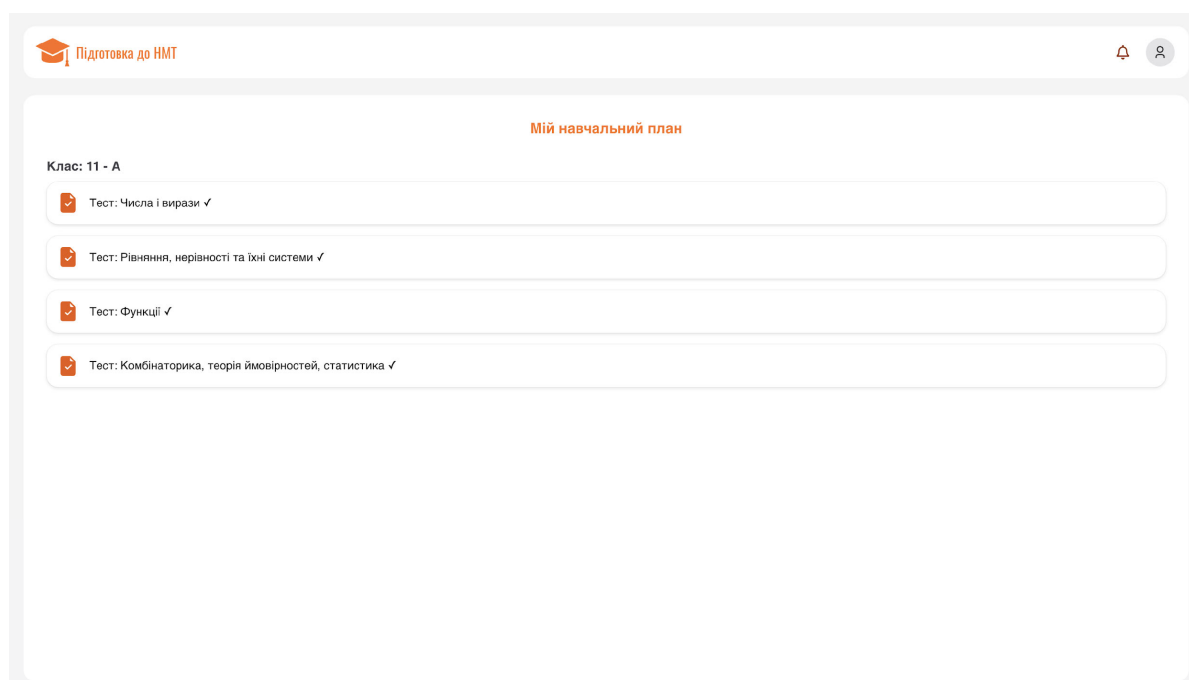 Підготовка до НМТ
Мій навчальний план
Клас: 11 - А
Тест: Числа і вирази ✓
Тест: Рівняння, нерівності та їхні системи ✓
Тест: Функції ✓
Тест: Комбінаторика, теорія ймовірностей, статистика ✓